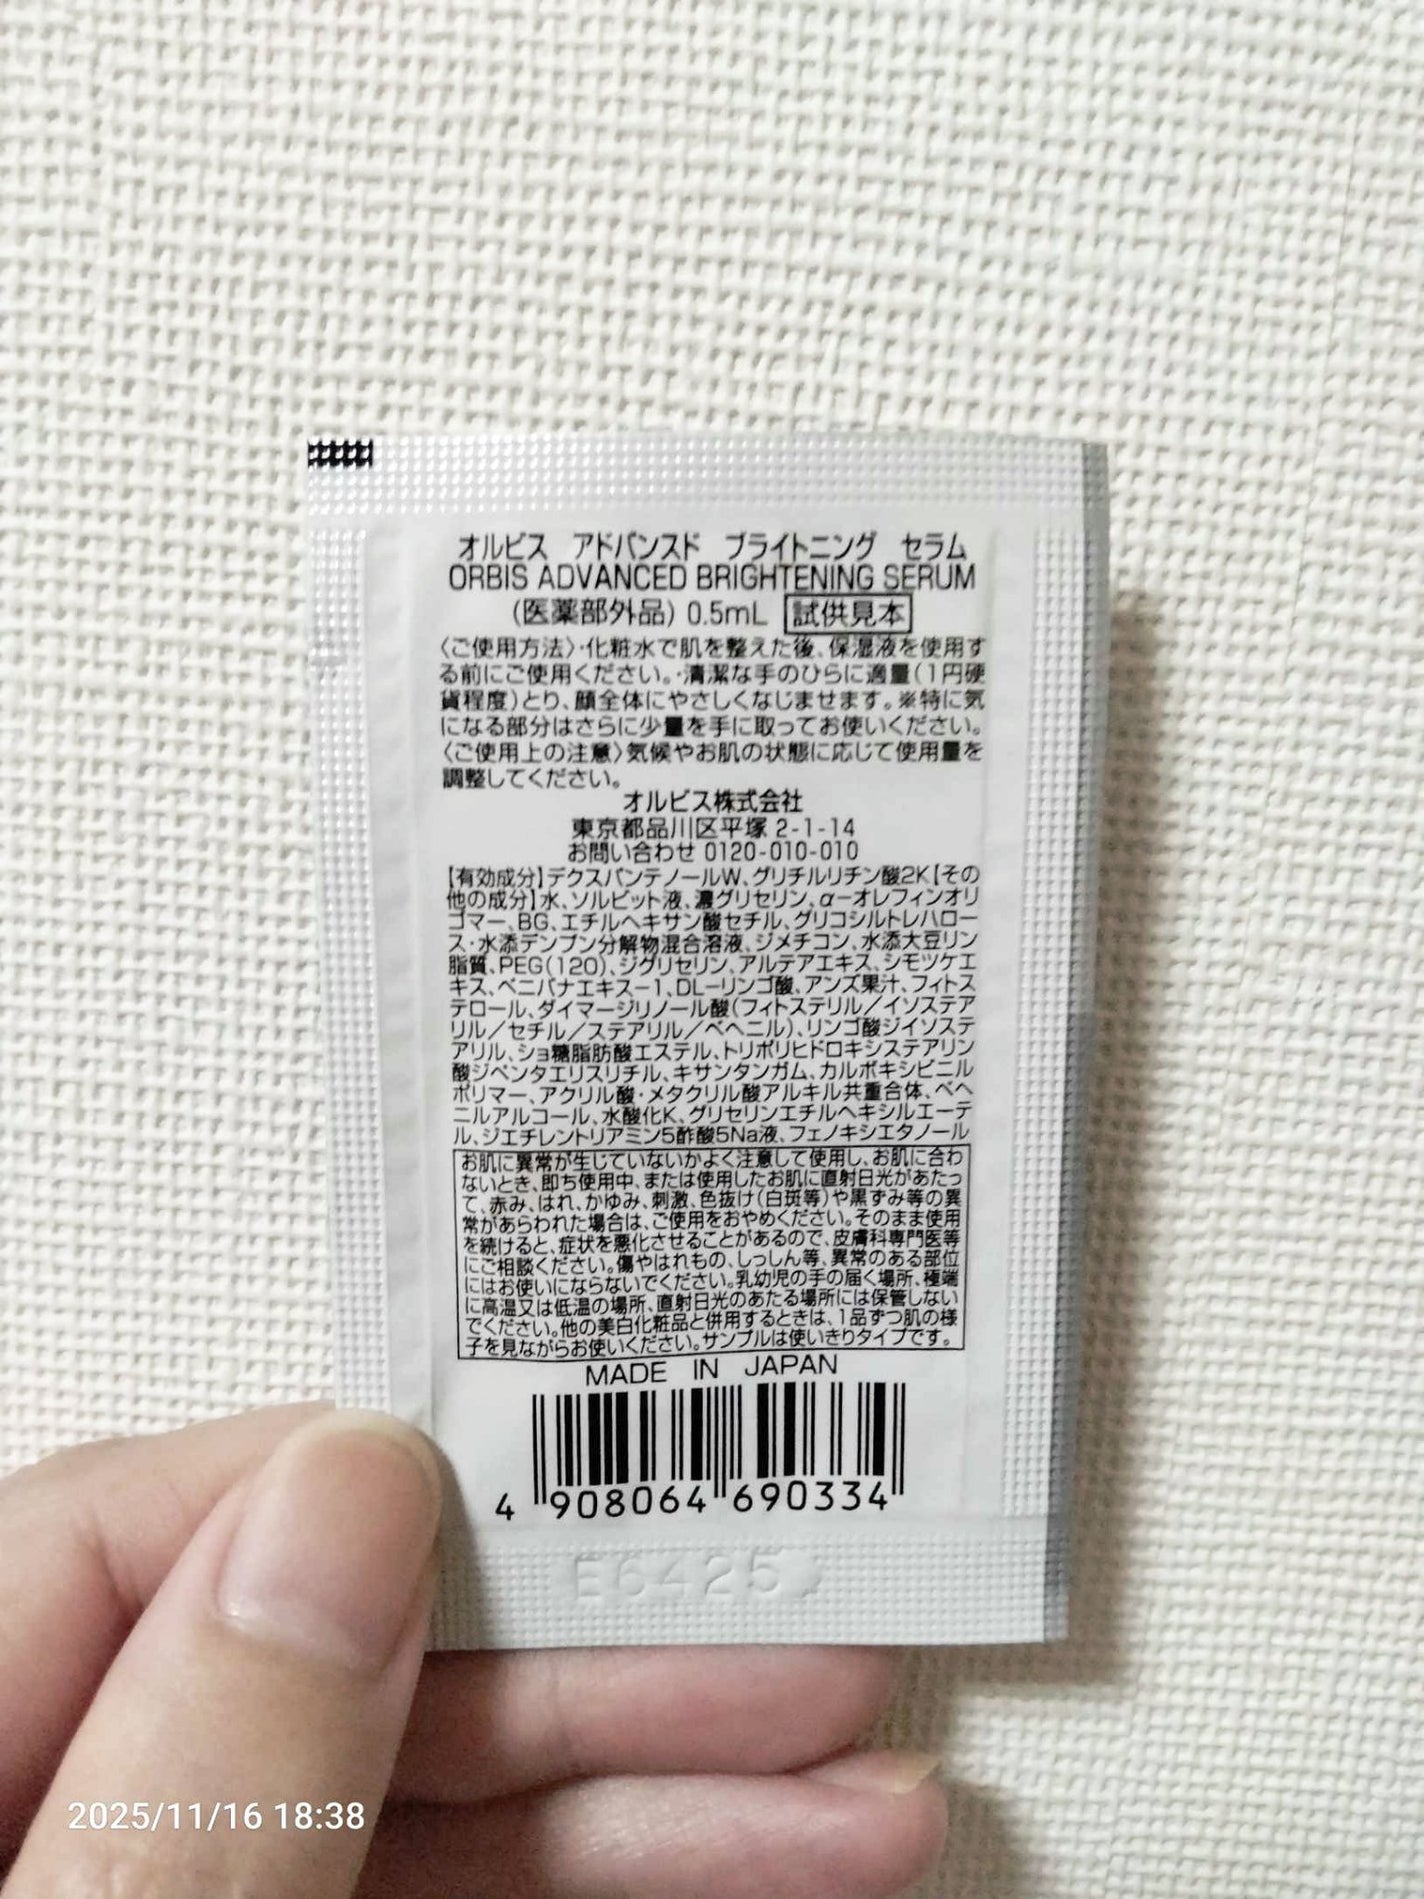 オルビス アドバンスド ブライトニング セラム
ORBIS ADVANCED BRIGHTENING SERUM
(医薬部外品) 0.5mL 試供見本
〈ご使用方法〉・化粧水で肌を整えた後、保湿液を使用す
る前にご使用ください。・清潔な手のひらに適量(1円硬
貨程度)とり、顔全体にやさしくなじませます。※特に気
になる部分はさらに少量を手に取ってお使いください。
〈ご使用上の注意〉気候やお肌の状態に応じて使用量を
調整してください。
オルビス株式会社
東京都品川区平塚 2-1-14
お問い合わせ 0120-010-010
【有効成分】デクスパンテノールW、グリチルリチン酸2K【その
他の成分】水、ソルビット液、濃グリセリン、α-オレフィンオリ
ゴマー、BG、エチルヘキサン酸セチル、グリコシルトレハロー
ス・水添デンプン分解物混合溶液、ジメチコン、水添大豆リン
脂質、PEG(120)、ジグリセリン、アルテアエキス、シモツケエ
キス、ベニバナエキス-1、DL-リンゴ酸、アンズ果汁、フィトス
テロール、ダイマージリノール酸(フィトステリル/イソステア
リル/セチル/ステアリル/ベヘニル)、リンゴ酸ジイソステ
アリル、ショ糖脂肪酸エステル、トリポリヒドロキシステアリン
酸ジペンタエリスリチル、キサンタンガム、カルボキシビニル
ポリマー、アクリル酸・メタクリル酸アルキル共重合体、ベヘ
ニルアルコール、水酸化K、グリセリンエチルヘキシルエーテ
ル、ジエチレントリアミン5酢酸5Na液、フェノキシエタノール
お肌に異常が生じていないかよく注意して使用し、お肌に合わ
ないとき、即ち使用中、または使用したお肌に直射日光があたっ
て、赤み、はれ、かゆみ、刺激、色抜け(白斑等)や黒ずみ等の異
常があらわれた場合は、ご使用をおやめください。そのまま使用
を続けると、症状を悪化させることがあるので、皮膚科専門医等
にご相談ください。傷やはれもの、しっしん等、異常のある部位
にはお使いにならないでください。乳幼児の手の届く場所、極端
に高温又は低温の場所、直射日光のあたる場所には保管しない
でください。他の美白化粧品と併用するときは、1品ずつ肌の様
子を見ながらお使いください。サンプルは使いきりタイプです。
MADE IN JAPAN
4 908064 690334
E6425
2025/11/16 18:38